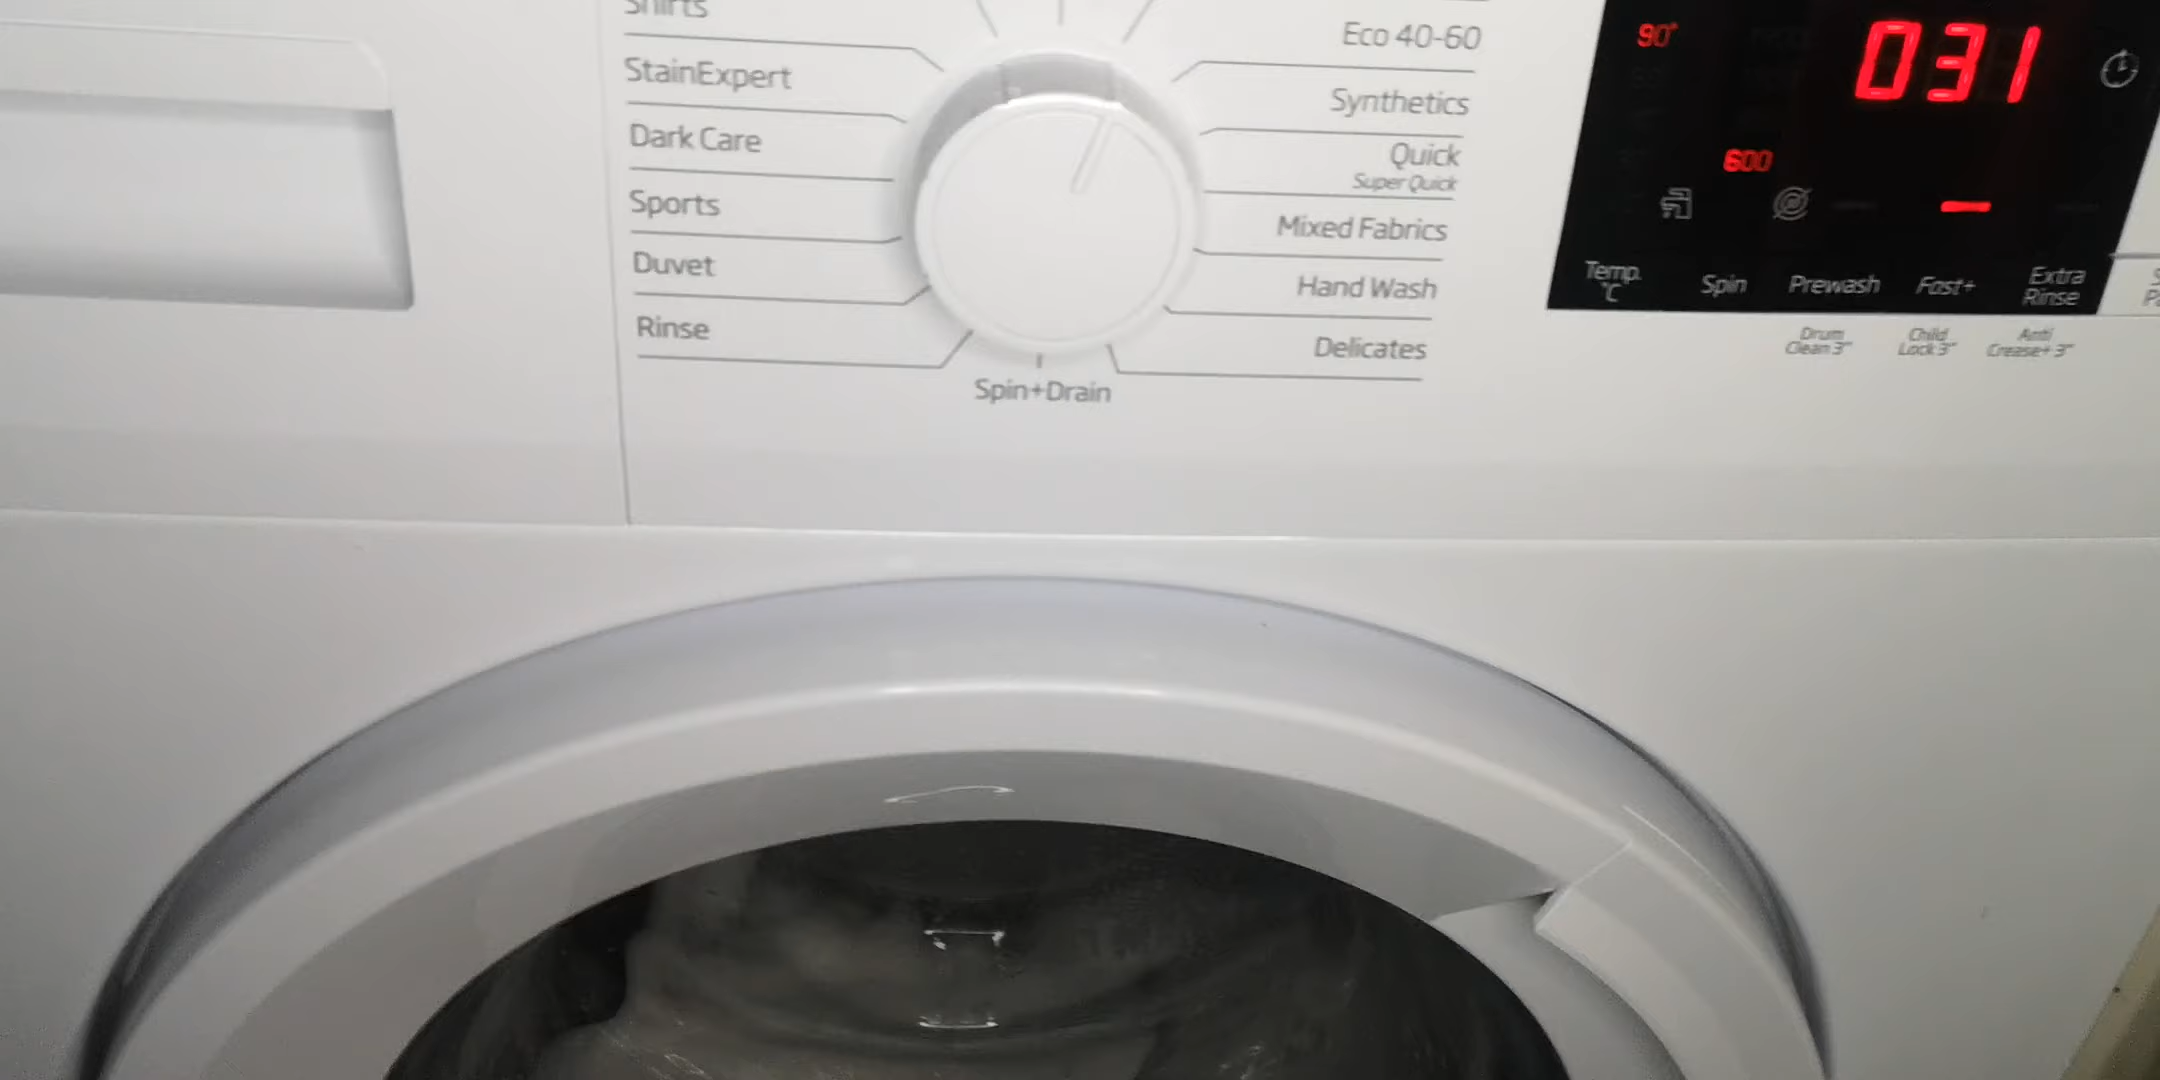 Shirts
StainExpert
Dark Care
Sports
Duvet
Rinse
Spin+Drain
Eco 40-60
Synthetics
Quick
Super Quick
Mixed Fabrics
Hand Wash
Delicates
90°
031
600
Temp.
°C
Spin
Prewash
Fast+
Extra
Rinse
Drum
Clean 3"
Child
Lock 3"
Anti
Crease+ 3"